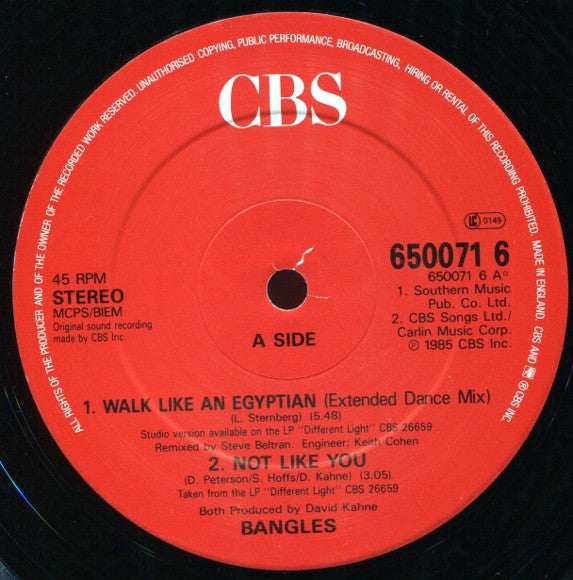 ALL RIGHTS OF THE PRODUCER AND OF THE OWNER OF THE RECORDED WORK RESERVED. UNAUTHORISED COPYING, PUBLIC PERFORMANCE, BROADCASTING, HIRING OR RENTAL OF THIS RECORDING PROHIBITED. MADE IN ENGLAND. CBS AND ℗ CBS INC.
CBS
LC 0149
45 RPM
STEREO
MCPS/BIEM
Original sound recording
made by CBS Inc.
650071 6
650071 6 A☆
1. Southern Music
Pub. Co. Ltd.
2. CBS Songs Ltd./
Carlin Music Corp.
℗ 1985 CBS Inc.
A SIDE
1. WALK LIKE AN EGYPTIAN (Extended Dance Mix)
(L. Sternberg) (5.48)
Studio version available on the LP "Different Light" CBS 26659
Remixed by Steve Beltran. Engineer: Keith Cohen
2. NOT LIKE YOU
(D. Peterson/S. Hoffs/D. Kahne) (3.05)
Taken from the LP "Different Light" CBS 26659
Both Produced by David Kahne
BANGLES